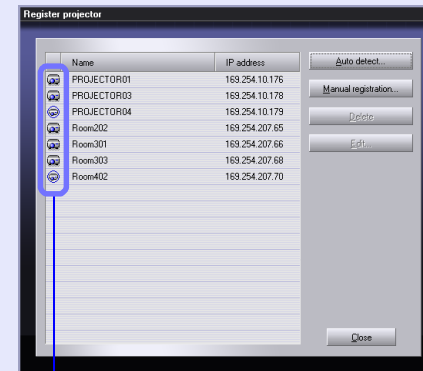 Register projector
Name IP address
PROJECTOR01 169.254.10.176
PROJECTOR03 169.254.10.178
PROJECTOR04 169.254.10.179
Room202 169.254.207.65
Room301 169.254.207.66
Room303 169.254.207.68
Room402 169.254.207.70
Auto detect...
Manual registration...
Delete
Edit...
Close